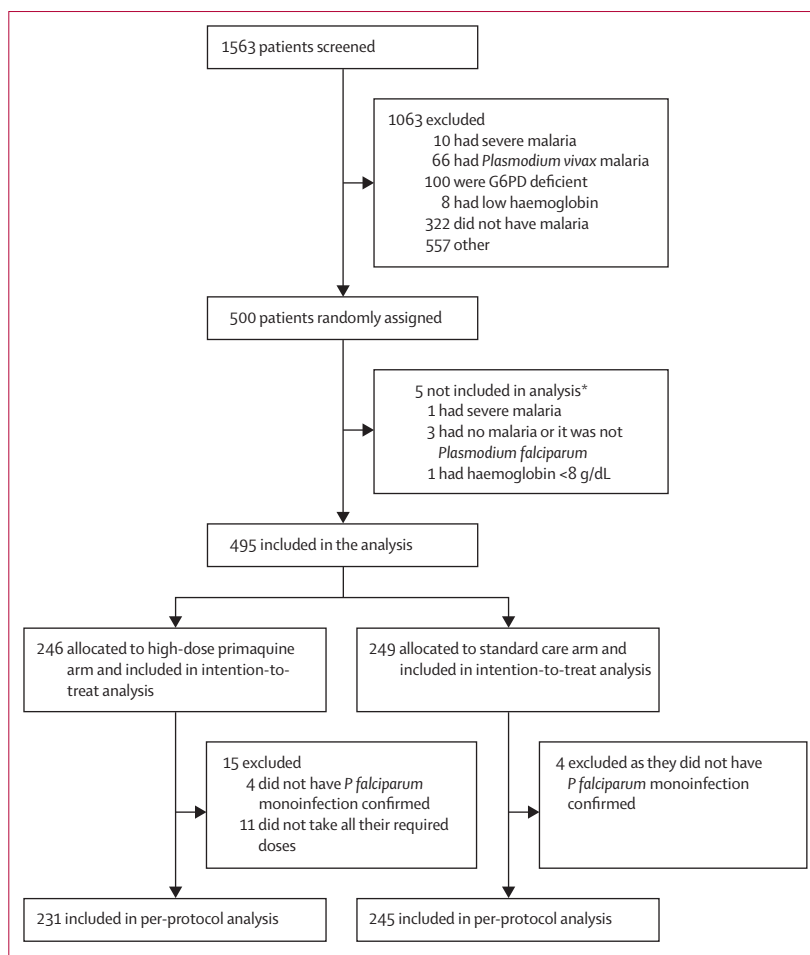 1563 patients screened
1063 excluded
10 had severe malaria
66 had Plasmodium vivax malaria
100 were G6PD deficient
8 had low haemoglobin
322 did not have malaria
557 other
500 patients randomly assigned
5 not included in analysis*
1 had severe malaria
3 had no malaria or it was not
Plasmodium falciparum
1 had haemoglobin <8 g/dL
495 included in the analysis
246 allocated to high-dose primaquine
arm and included in intention-to-
treat analysis
249 allocated to standard care arm and
included in intention-to-treat analysis
15 excluded
4 did not have P falciparum
monoinfection confirmed
11 did not take all their required
doses
4 excluded as they did not have
P falciparum monoinfection
confirmed
231 included in per-protocol analysis
245 included in per-protocol analysis